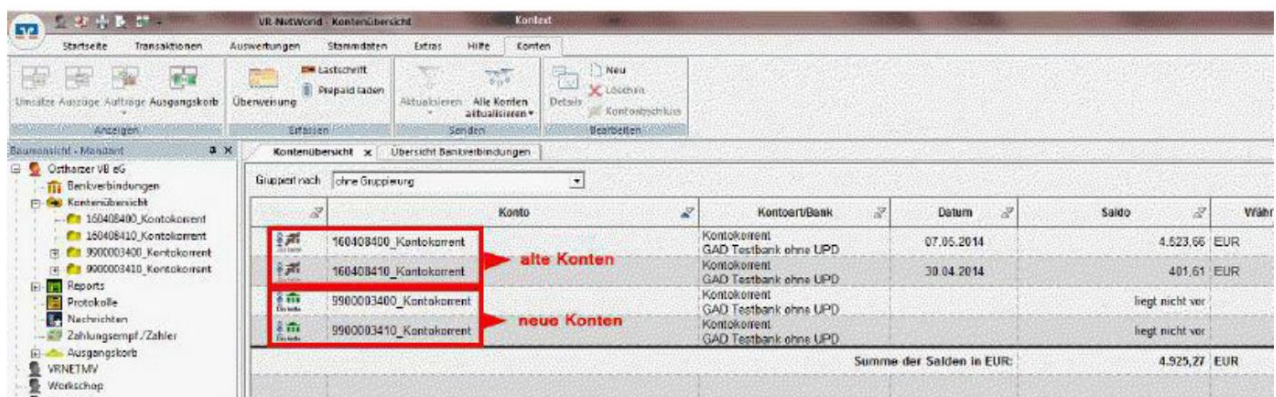 VR-NetWorld - Kontenübersicht
Kontext
Startseite Transaktionen Auswertungen Stammdaten Extras Hilfe Konten
Umsätze Auszüge Aufträge Ausgangskorb
Anzeigen
Überweisung
Lastschrift
Prepaid laden
Erfassen
Aktualisieren
Alle Konten aktualisieren
Senden
Details
Neu
Löschen
Kontoabschluss
Bearbeiten
Baumansicht - Mandant
Ostharzer VB eG
Bankverbindungen
Kontenübersicht
160408400_Kontokorrent
160408410_Kontokorrent
9900003400_Kontokorrent
9900003410_Kontokorrent
Reports
Protokolle
Nachrichten
Zahlungsempf./Zahler
Ausgangskorb
VRNETMV
Workschop
Kontenübersicht x Übersicht Bankverbindungen
Gruppiert nach ohne Gruppierung
Konto Kontoart/Bank Datum Saldo Währ
160408400_Kontokorrent Kontokorrent
GAD Testbank ohne UPD 07.05.2014 4.523,66 EUR
alte Konten
160408410_Kontokorrent Kontokorrent
GAD Testbank ohne UPD 30.04.2014 401,61 EUR
9900003400_Kontokorrent Kontokorrent
GAD Testbank ohne UPD liegt nicht vor
neue Konten
9900003410_Kontokorrent Kontokorrent
GAD Testbank ohne UPD liegt nicht vor
Summe der Salden in EUR: 4.925,27 EUR